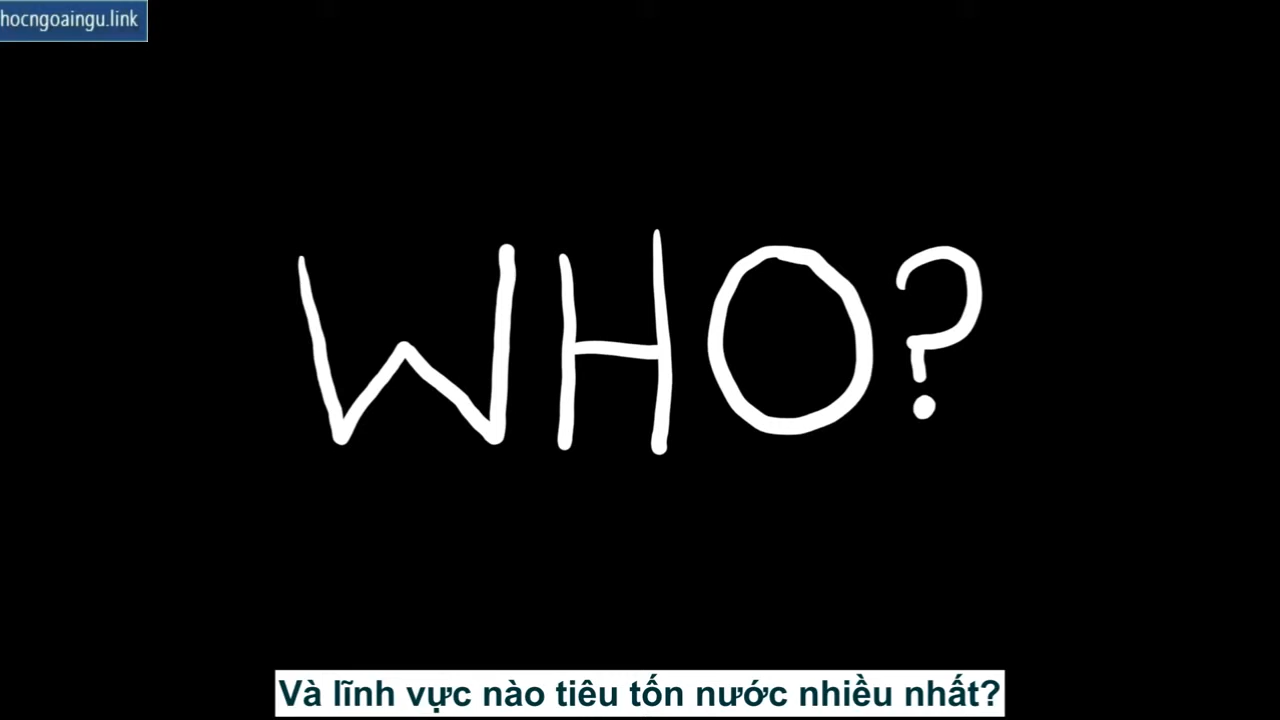 hocngoaingu.link
WHO?
Và lĩnh vực nào tiêu tốn nước nhiều nhất?